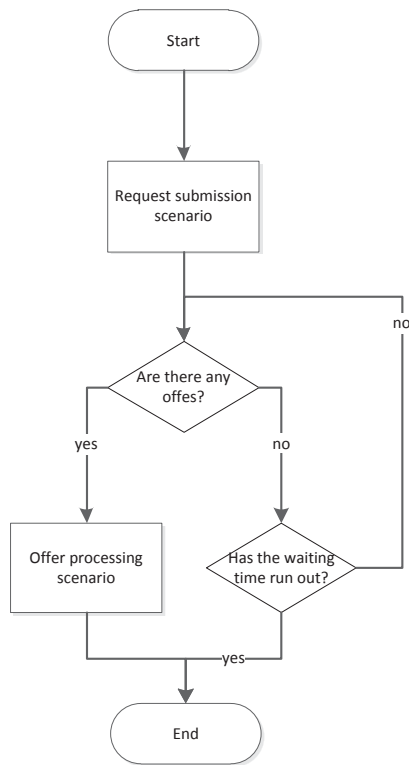 Start
Request submission
scenario
no
Are there any
offes?
yes
no
Offer processing
scenario
Has the waiting
time run out?
yes
End